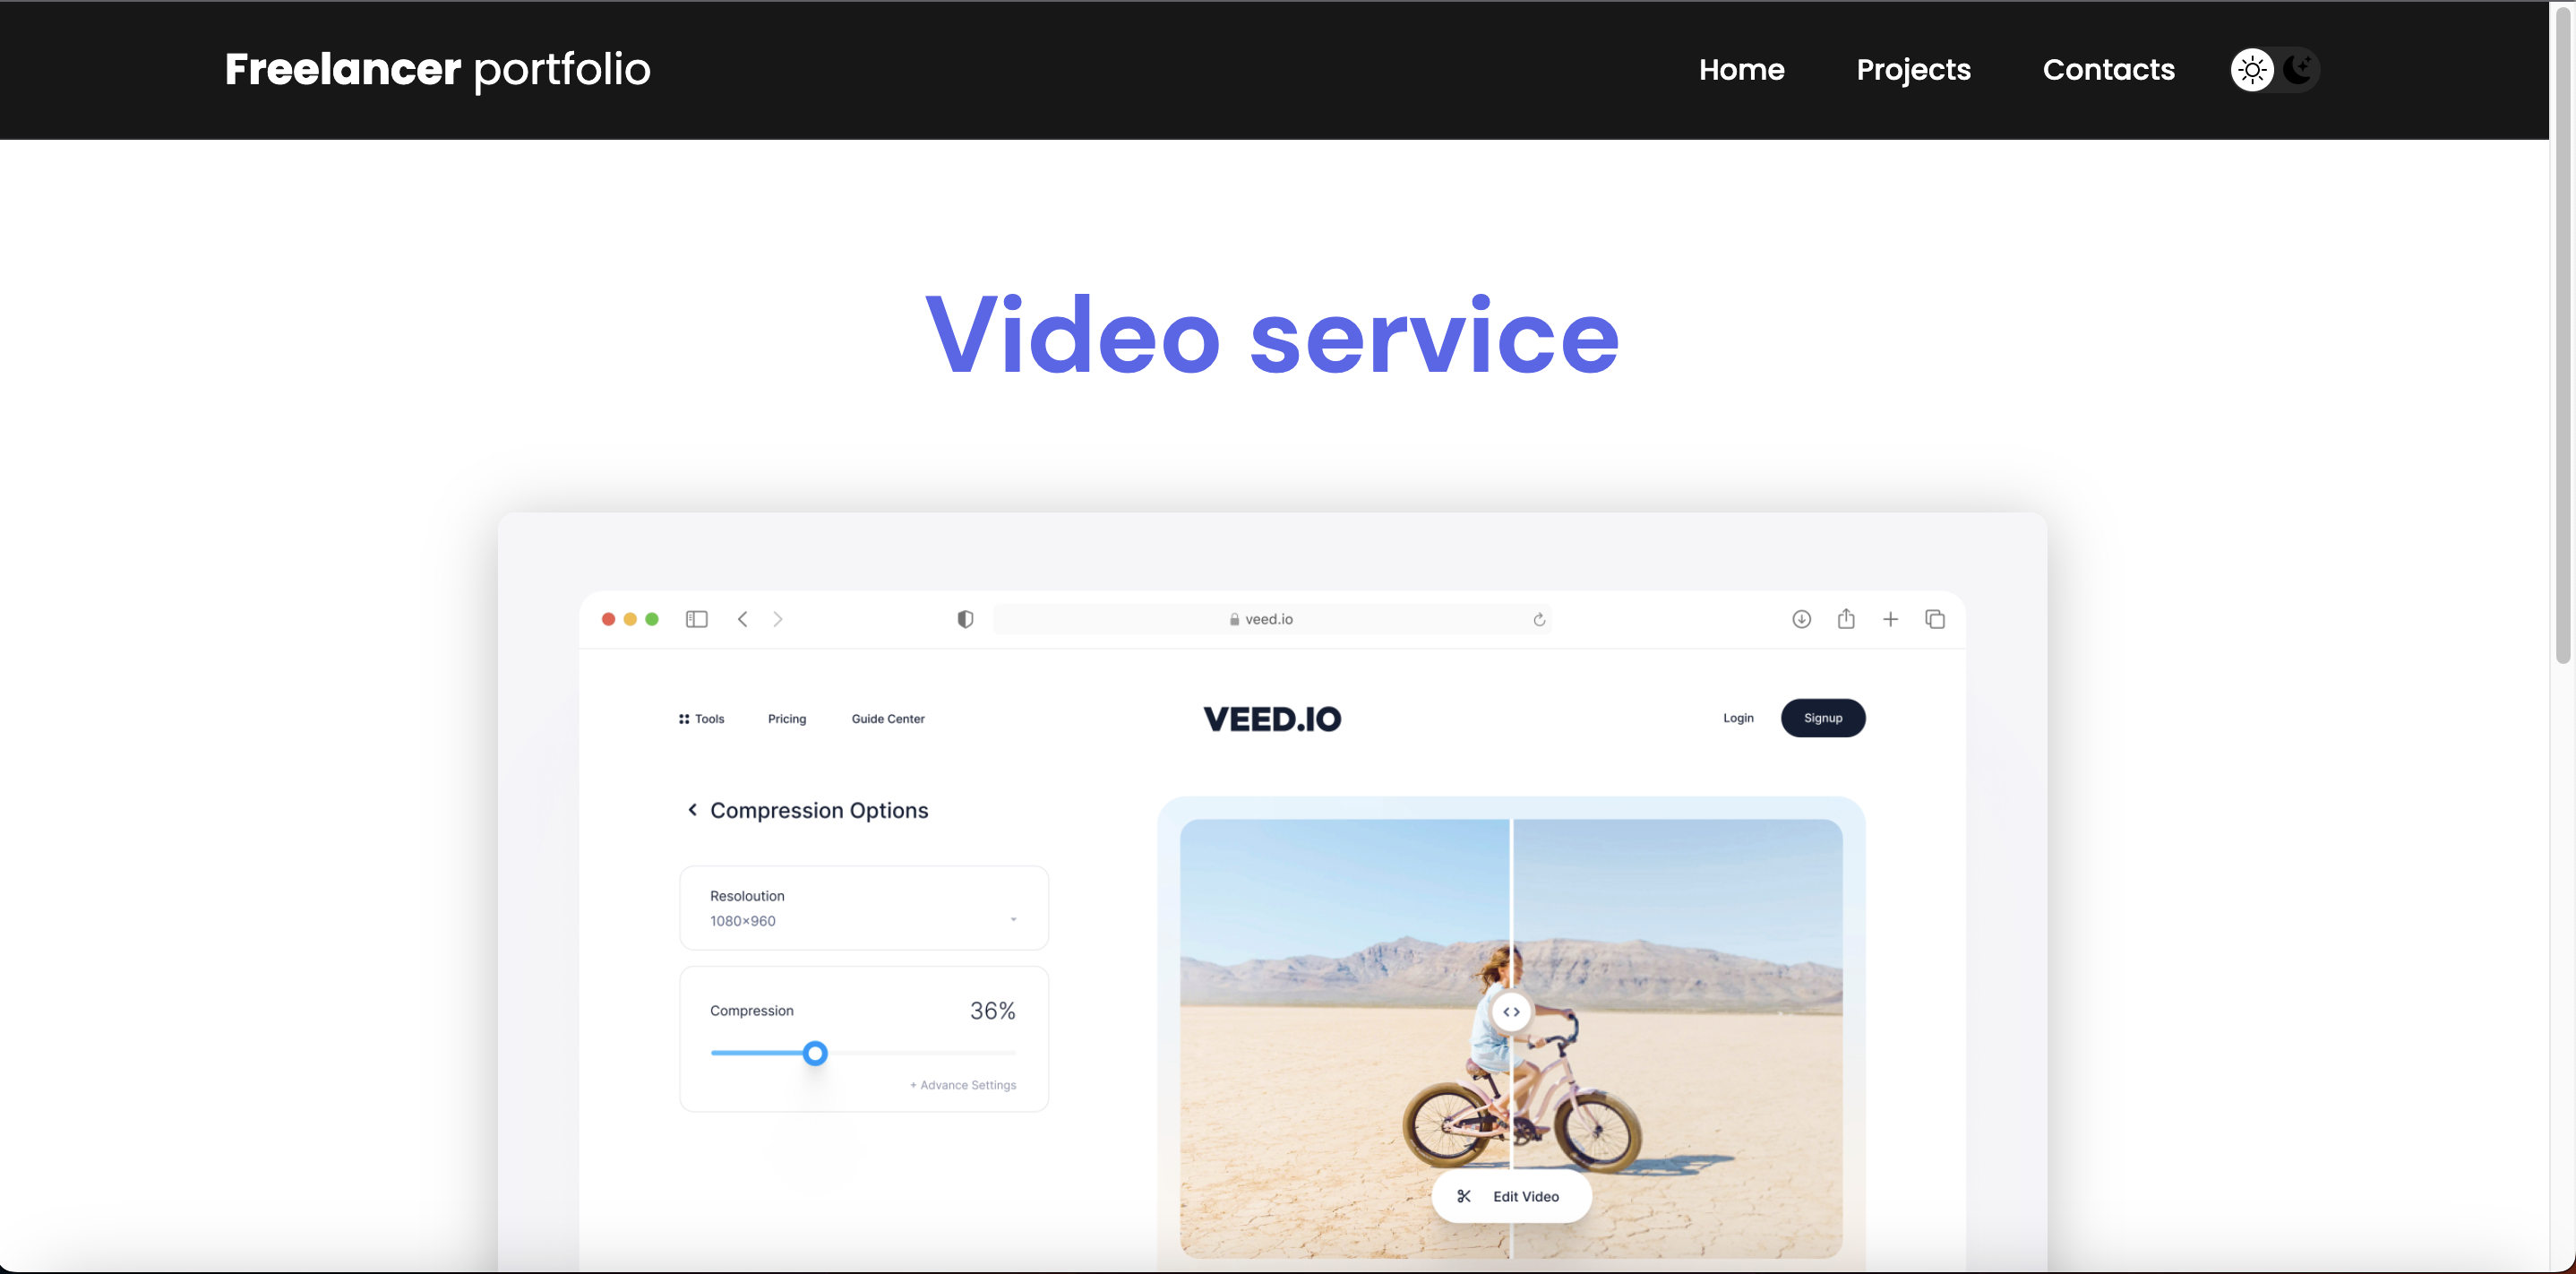 Freelancer portfolio
Home Projects Contacts
Video service
veed.io
Tools Pricing Guide Center
VEED.IO
Login Signup
Compression Options
Resoloution
1080×960
Compression 36%
+ Advance Settings
Edit Video